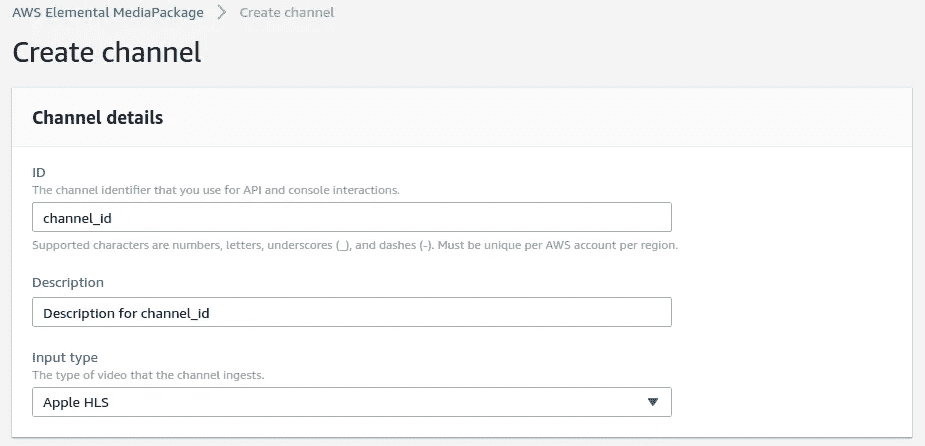 AWS Elemental MediaPackage > Create channel
Create channel
Channel details
ID
The channel identifier that you use for API and console interactions.
channel_id
Supported characters are numbers, letters, underscores (_), and dashes (-). Must be unique per AWS account per region.
Description
Description for channel_id
Input type
The type of video that the channel ingests.
Apple HLS